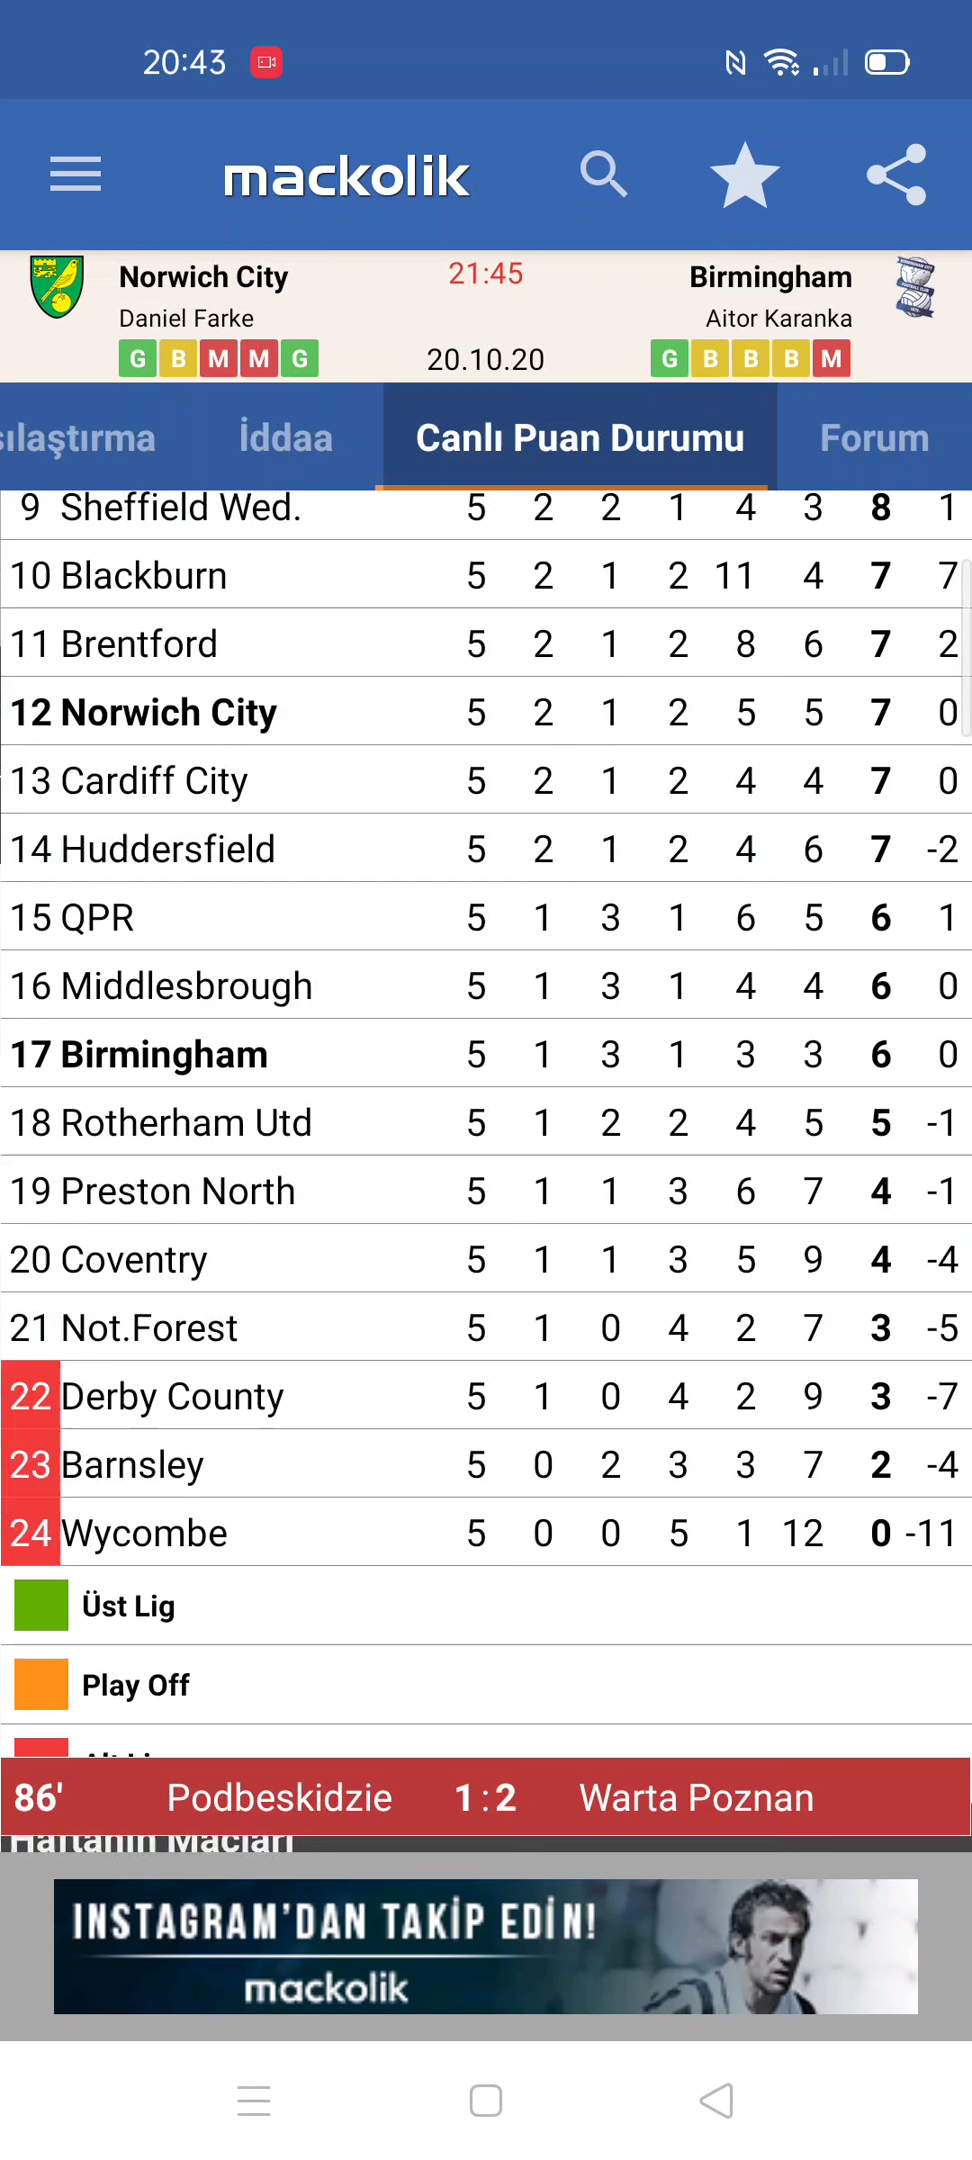 20:43
mackolik
Norwich City 21:45 Birmingham
Daniel Farke Aitor Karanka
G B M M G 20.10.20 G B B B M
sılaştırma İddaa Canlı Puan Durumu Forum
9 Sheffield Wed. 5 2 2 1 4 3 8 1
10 Blackburn 5 2 1 2 11 4 7 7
11 Brentford 5 2 1 2 8 6 7 2
12 Norwich City 5 2 1 2 5 5 7 0
13 Cardiff City 5 2 1 2 4 4 7 0
14 Huddersfield 5 2 1 2 4 6 7 -2
15 QPR 5 1 3 1 6 5 6 1
16 Middlesbrough 5 1 3 1 4 4 6 0
17 Birmingham 5 1 3 1 3 3 6 0
18 Rotherham Utd 5 1 2 2 4 5 5 -1
19 Preston North 5 1 1 3 6 7 4 -1
20 Coventry 5 1 1 3 5 9 4 -4
21 Not.Forest 5 1 0 4 2 7 3 -5
22 Derby County 5 1 0 4 2 9 3 -7
23 Barnsley 5 0 2 3 3 7 2 -4
24 Wycombe 5 0 0 5 1 12 0 -11
Üst Lig
Play Off
86' Podbeskidzie 1 : 2 Warta Poznan
Haftanın Maçları
INSTAGRAM'DAN TAKİP EDİN!
mackolik